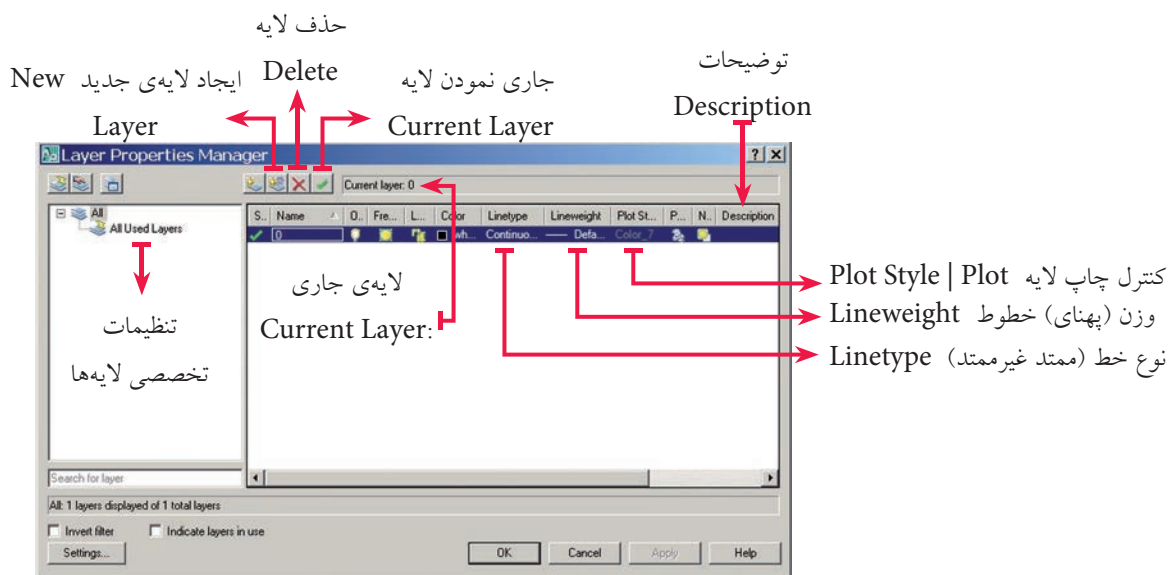 حذف لایه
Delete
ایجاد لایه‌ی جدید New
Layer
جاری نمودن لایه
Current Layer
توضیحات
Description
Layer Properties Manager
Current layer: 0
All
All Used Layers
S.. Name O.. Fre... L... Color Linetype Lineweight Plot St... P... N.. Description
0 wh... Continuo... Defa... Color_7
تنظیمات
تخصصی لایه‌ها
لایه‌ی جاری
Current Layer:
کنترل چاپ لایه Plot Style | Plot
وزن (پهنای) خطوط Lineweight
نوع خط (ممتد غیرممتد) Linetype
Search for layer
All: 1 layers displayed of 1 total layers
Invert filter Indicate layers in use
Settings... OK Cancel Apply Help